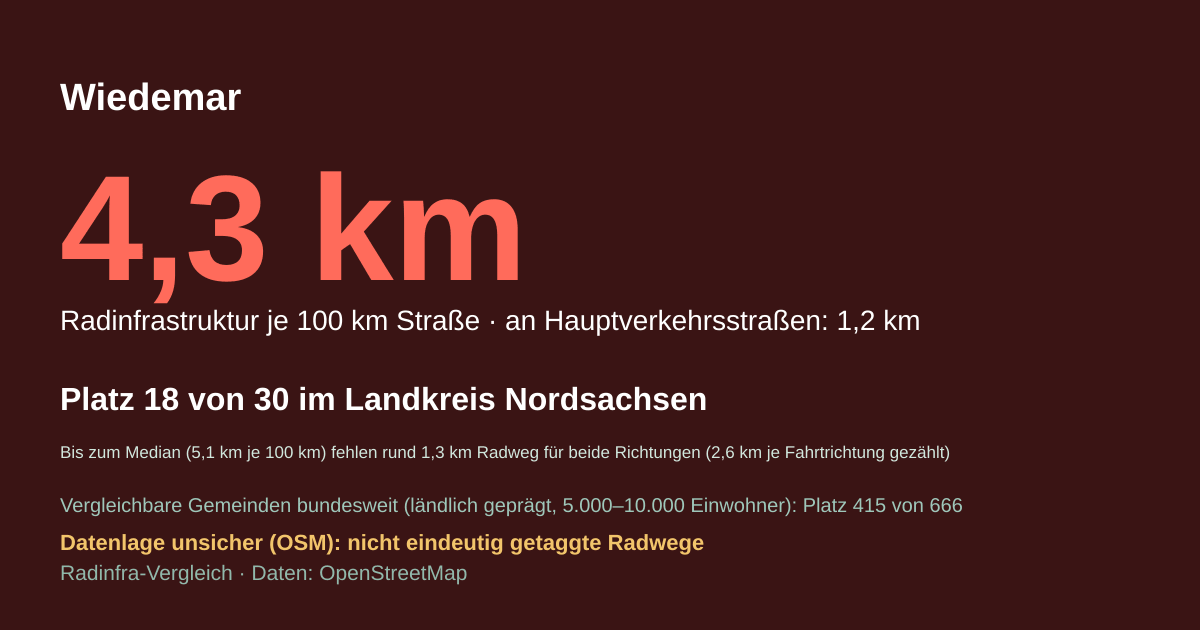 Wiedemar
4,3 km
Radinfrastruktur je 100 km Straße · an Hauptverkehrsstraßen: 1,2 km
Platz 18 von 30 im Landkreis Nordsachsen
Bis zum Median (5,1 km je 100 km) fehlen rund 1,3 km Radweg für beide Richtungen (2,6 km je Fahrtrichtung gezählt)
Vergleichbare Gemeinden bundesweit (ländlich geprägt, 5.000–10.000 Einwohner): Platz 415 von 666
Datenlage unsicher (OSM): nicht eindeutig getaggte Radwege
Radinfra-Vergleich · Daten: OpenStreetMap